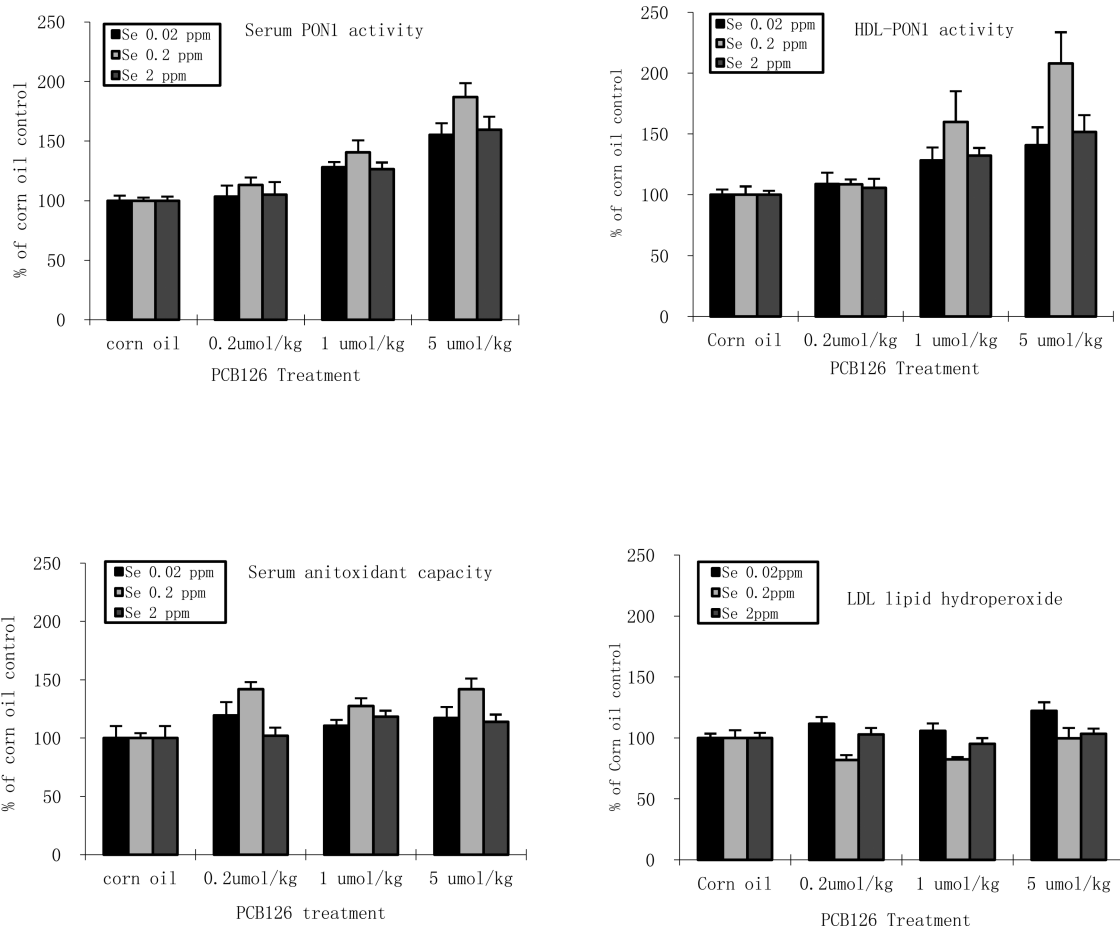 Serum PON1 activity
Se 0.02 ppm
Se 0.2 ppm
Se 2 ppm
% of corn oil control
250
200
150
100
50
0
corn oil 0.2umol/kg 1 umol/kg 5 umol/kg
PCB126 Treatment
HDL-PON1 activity
Se 0.02 ppm
Se 0.2 ppm
Se 2 ppm
% of corn oil control
250
200
150
100
50
0
Corn oil 0.2umol/kg 1 umol/kg 5 umol/kg
PCB126 Treatment
Serum anitoxidant capacity
Se 0.02 ppm
Se 0.2 ppm
Se 2 ppm
% of corn oil control
250
200
150
100
50
0
corn oil 0.2umol/kg 1 umol/kg 5 umol/kg
PCB126 treatment
LDL lipid hydroperoxide
Se 0.02ppm
Se 0.2ppm
Se 2ppm
% of Corn oil control
250
200
150
100
50
0
Corn oil 0.2umol/kg 1 umol/kg 5 umol/kg
PCB126 Treatment